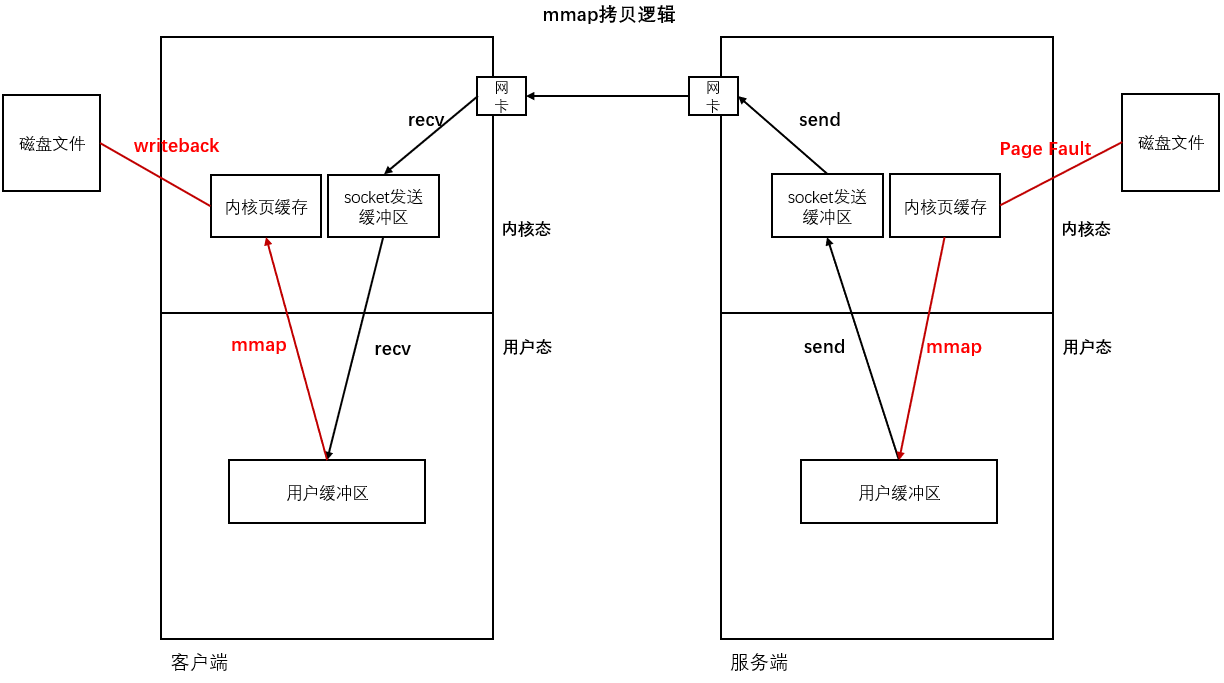 mmap拷贝逻辑
网
卡
网
卡
recv
send
磁盘文件
writeback
Page Fault
磁盘文件
内核页缓存
socket发送
缓冲区
内核态
socket发送
缓冲区
内核页缓存
内核态
mmap
recv
用户态
send
mmap
用户态
用户缓冲区
用户缓冲区
客户端
服务端